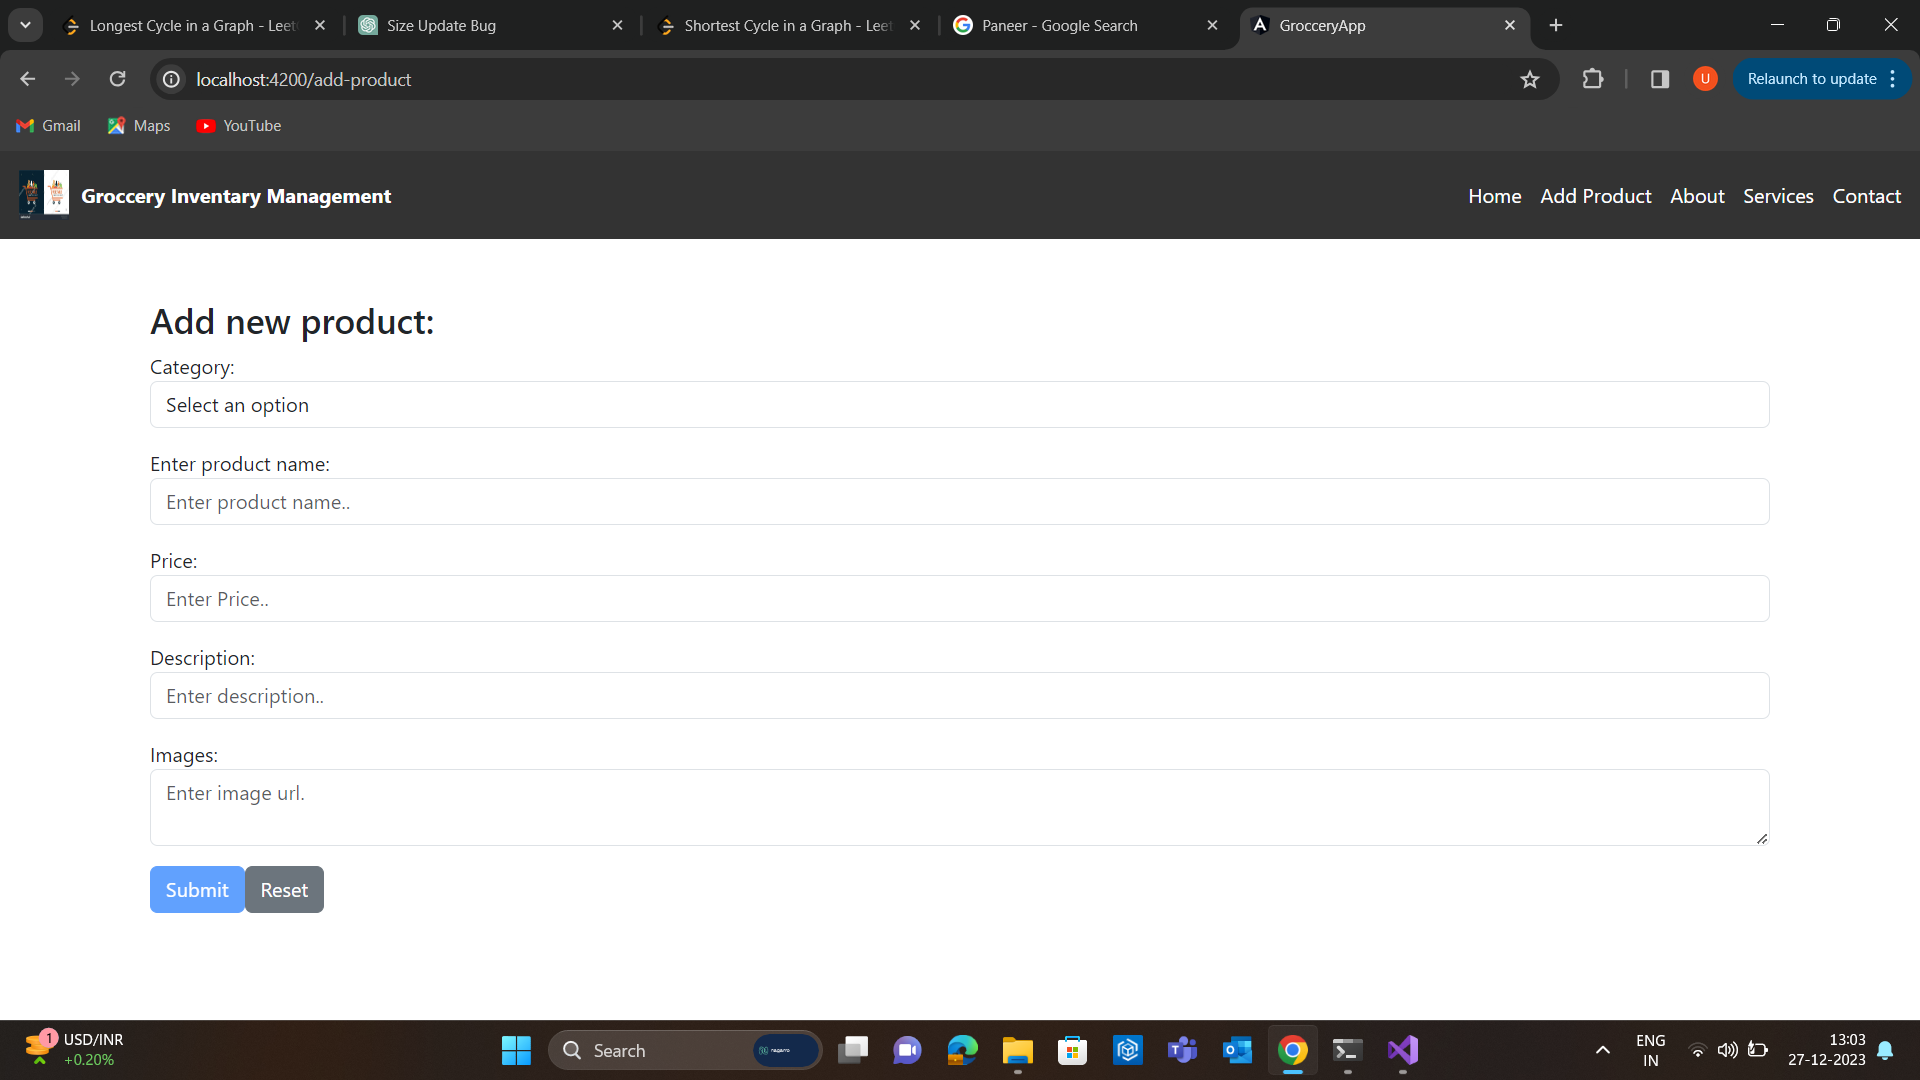 Longest Cycle in a Graph - Leet
Size Update Bug
Shortest Cycle in a Graph - Leet
Paneer - Google Search
GrocceryApp
localhost:4200/add-product
U
Relaunch to update
Gmail
Maps
YouTube
Groccery Inventary Management
Home
Add Product
About
Services
Contact
Add new product:
Category:
Select an option
Enter product name:
Enter product name..
Price:
Enter Price..
Description:
Enter description..
Images:
Enter image url.
Submit
Reset
1
USD/INR
+0.20%
Search
nagarro
ENG
IN
13:03
27-12-2023